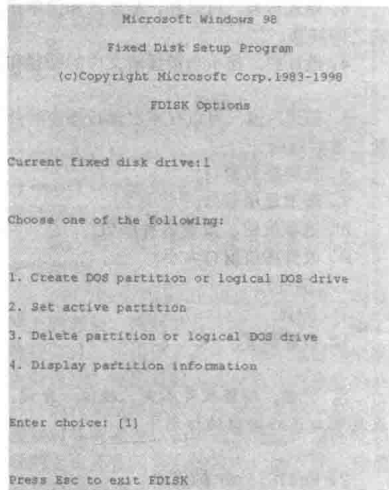 Microsoft Windows 98
Fixed Disk Setup Program
(c)Copyright Microsoft Corp.1983-1998
FDISK Options
Current fixed disk drive:1
Choose one of the following:
1. Create DOS partition or logical DOS drive
2. Set active partition
3. Delete partition or logical DOS drive
4. Display partition information
Enter choice: [1]
Press Esc to exit FDISK